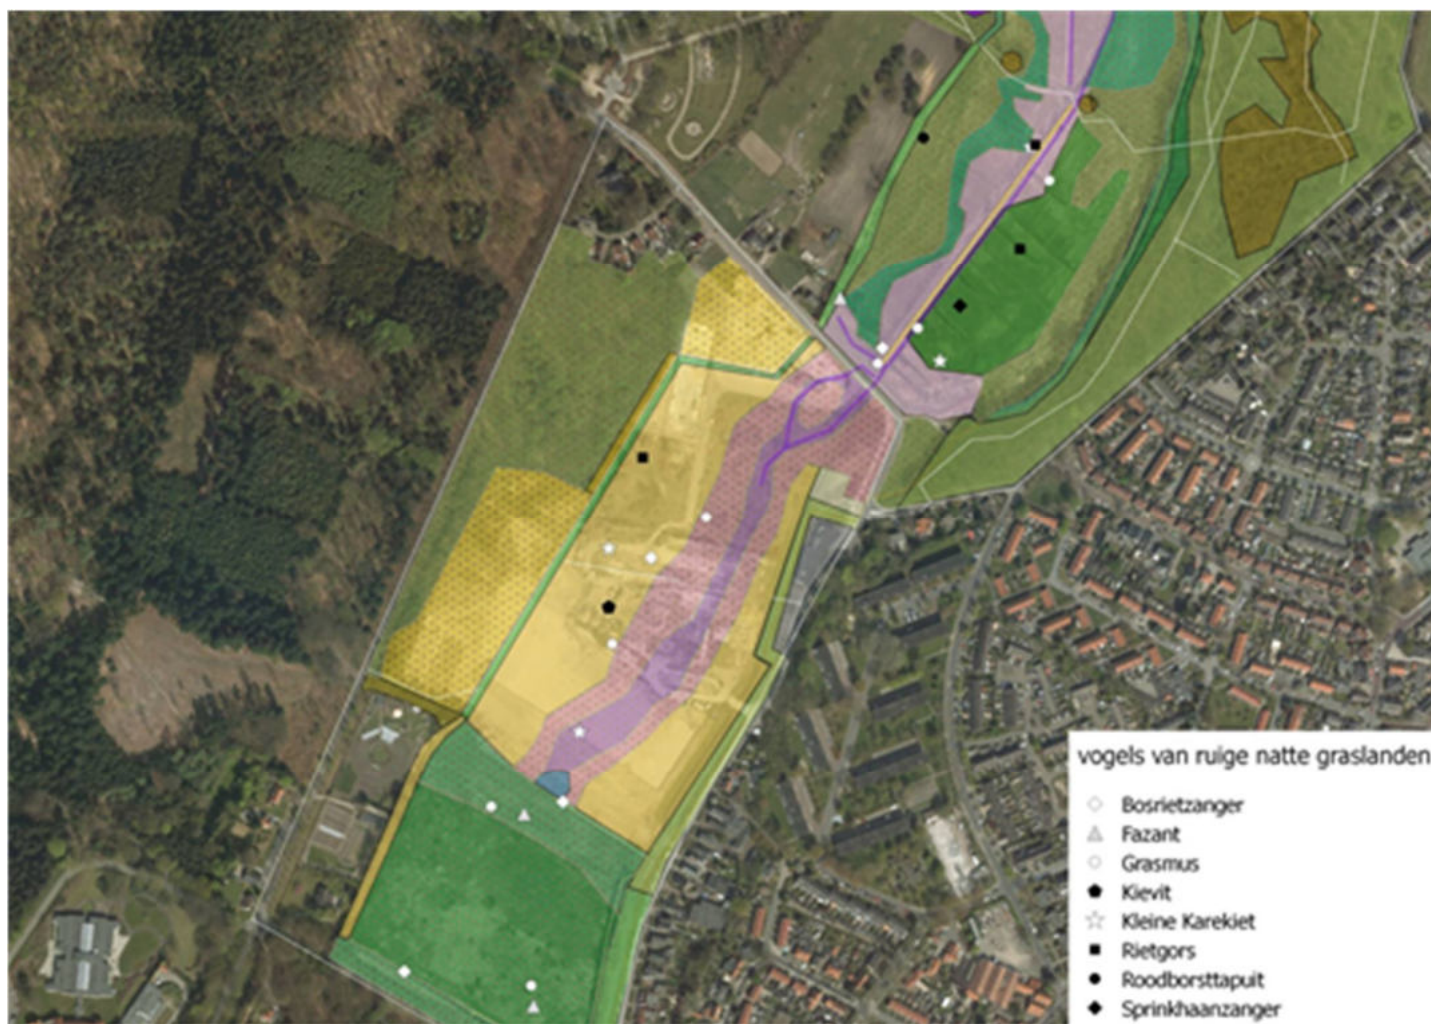 vogels van ruige natte graslanden
Bosrietzanger
Fazant
Grasmus
Kievit
Kleine Karekiet
Rietgors
Roodborsttapuit
Sprinkhaanzanger